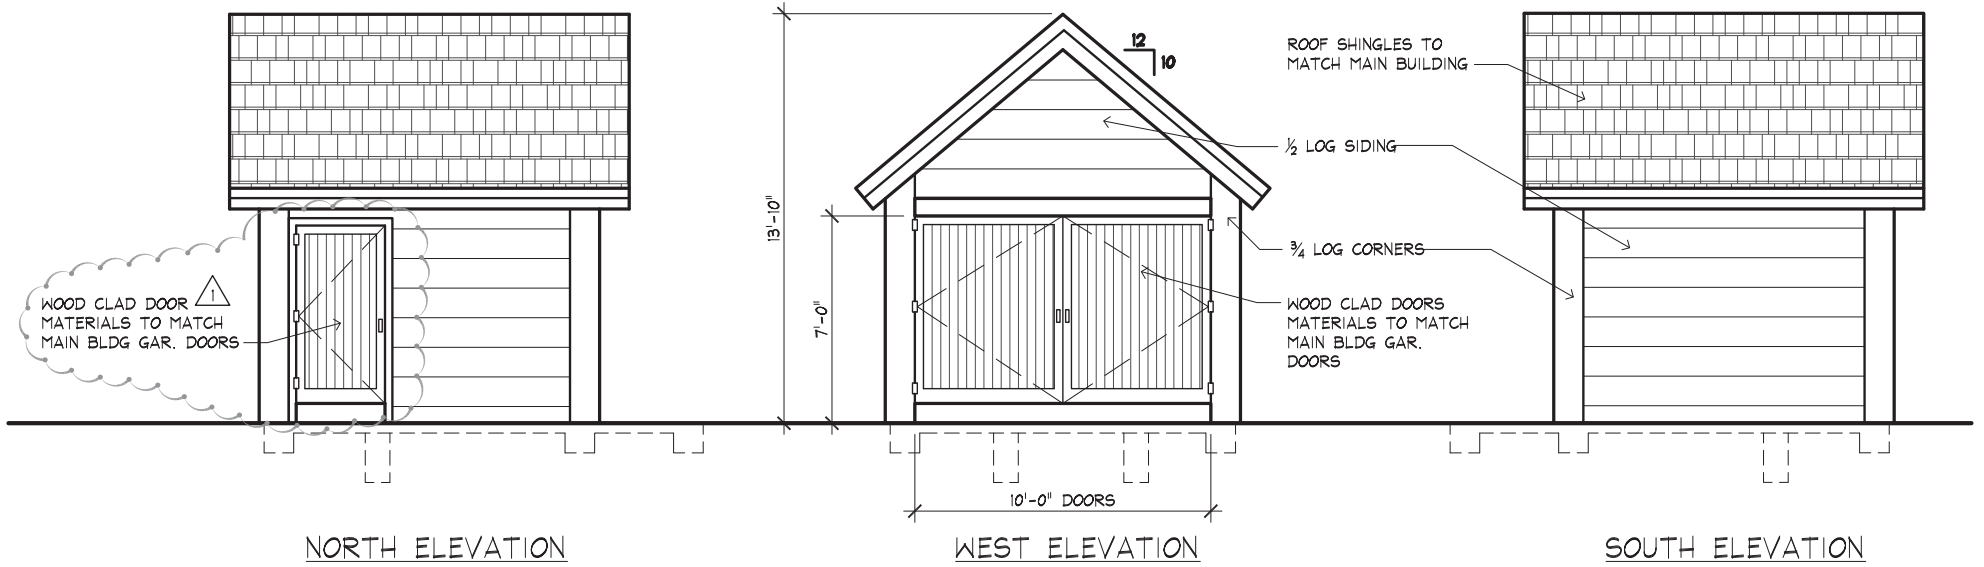 WOOD CLAD DOOR
MATERIALS TO MATCH
MAIN BLDG GAR. DOORS
1
NORTH ELEVATION
13'-10"
7'-0"
12
10
10'-0" DOORS
WEST ELEVATION
ROOF SHINGLES TO
MATCH MAIN BUILDING
½ LOG SIDING
¾ LOG CORNERS
WOOD CLAD DOORS
MATERIALS TO MATCH
MAIN BLDG GAR.
DOORS
SOUTH ELEVATION